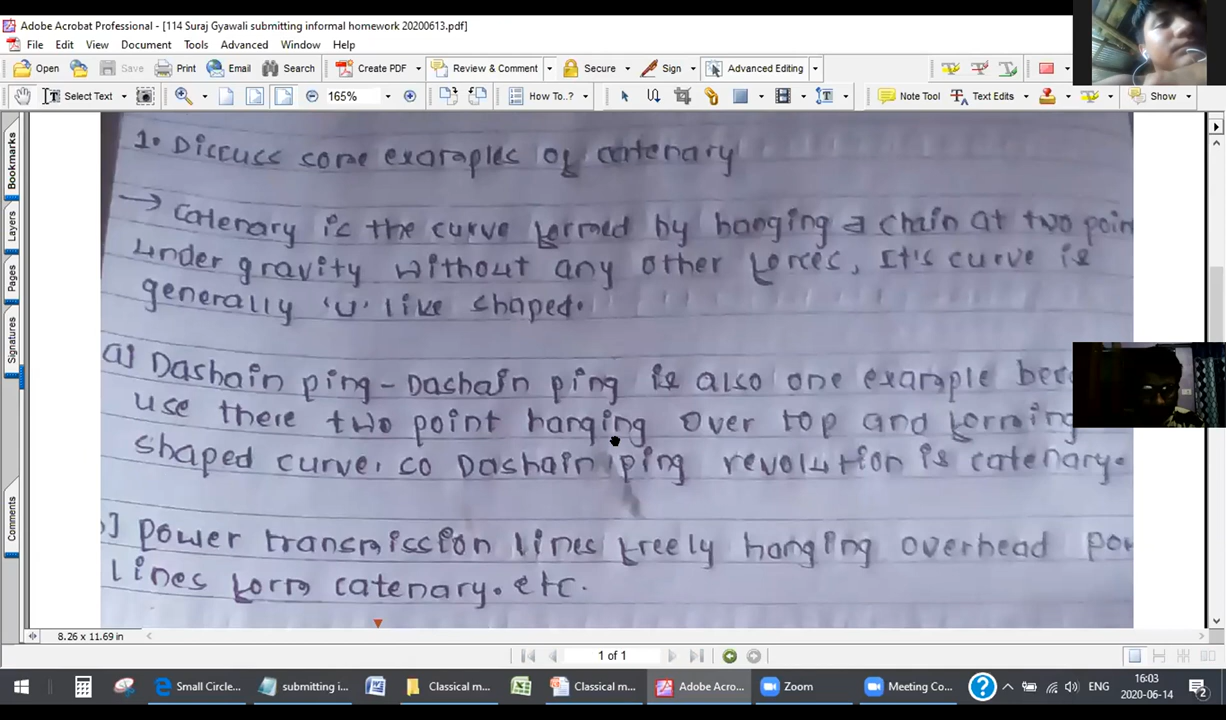 Adobe Acrobat Professional - [114 Suraj Gyawali submitting informal homework 20200613.pdf]
File Edit View Document Tools Advanced Window Help
Open Save Print Email Search Create PDF Review & Comment Secure Sign Advanced Editing
Select Text 165% How To..? Note Tool Text Edits Show
Bookmarks
Layers
Pages
Signatures
Comments
1. Discuss some examples of catenary
→ Catenary is the curve formed by hanging a chain at two poin
under gravity without any other forces, It's curve is
generally 'U' like shaped.
a] Dashain ping - Dashain ping is also one example bec
use there two point hanging over top and forming
shaped curve, so Dashain ping revolution is catenary.
] Power transmission lines freely hanging overhead pow
lines form catenary. etc.
8.26 x 11.69 in
1 of 1
Small Circle... submitting i... Classical m... Classical m... Adobe Acro... Zoom Meeting Co... ENG 16:03
2020-06-14 2